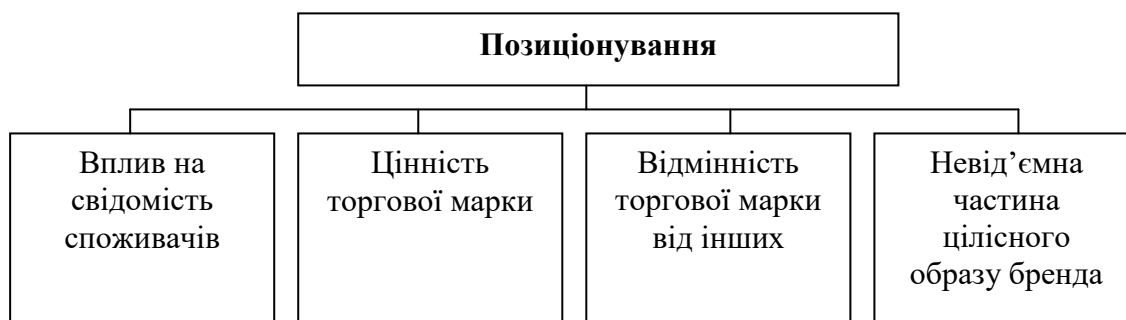 Позиціонування
Вплив на
свідомість
споживачів
Цінність
торгової марки
Відмінність
торгової марки
від інших
Невід’ємна
частина
цілісного
образу бренда